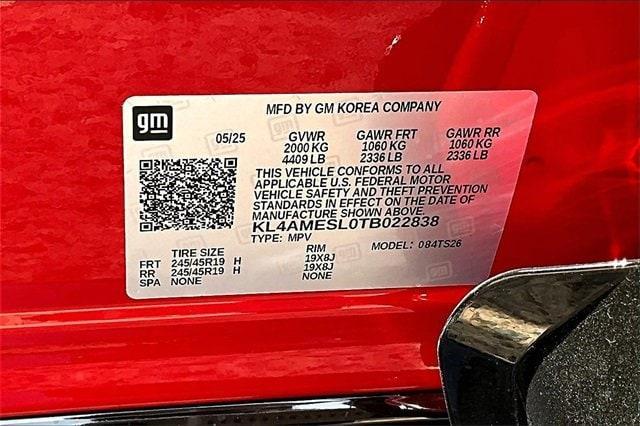 gm
MFD BY GM KOREA COMPANY
05/25 GVWR GAWR FRT GAWR RR
2000 KG 1060 KG 1060 KG
4409 LB 2336 LB 2336 LB
THIS VEHICLE CONFORMS TO ALL
APPLICABLE U.S. FEDERAL MOTOR
VEHICLE SAFETY AND THEFT PREVENTION
STANDARDS IN EFFECT ON THE DATE OF
MANUFACTURE SHOWN ABOVE.
KL4AMESL0TB022838
TYPE: MPV MODEL: 084TS26
TIRE SIZE RIM
FRT 245/45R19 H 19X8J
RR 245/45R19 H 19X8J
SPA NONE NONE